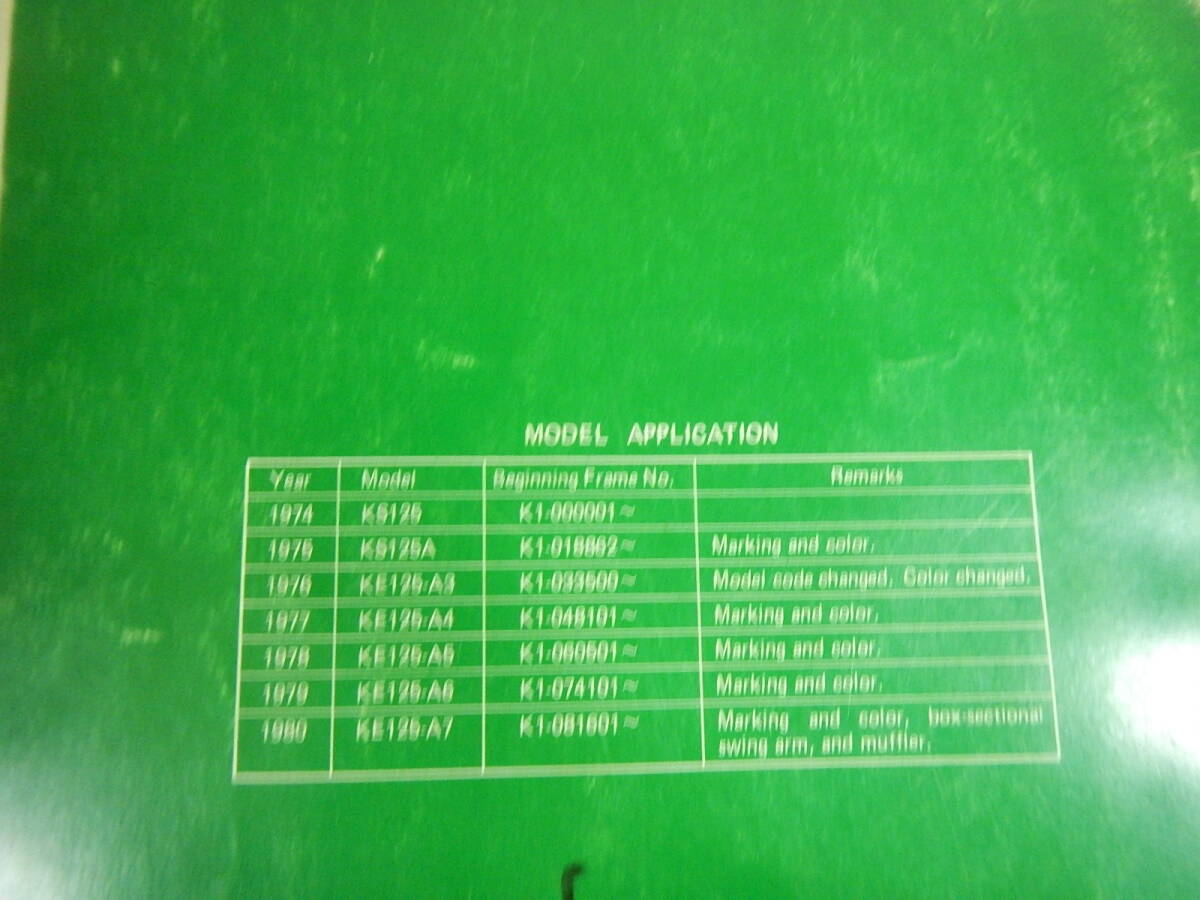 MODEL APPLICATION
Year Model Beginning Frame No. Remarks
1974 KS125 K1-000001≈
1975 KS125A ≈ Marking and color.
1976 KE125-A3 K1-033500≈ Model code changed. Color changed.
1977 KE125-A4 K1-048101≈ Marking and color.
1978 KE125-A5 K1-060501≈ Marking and color.
1979 KE125-A6 K1-074101≈ Marking and color.
1980 KE125-A7 K1-081601≈ Marking and color, box-sectional
swing arm, and muffler.